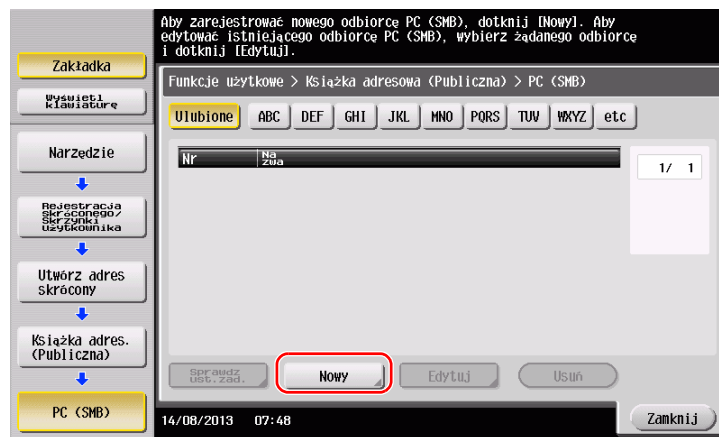 Aby zarejestrować nowego odbiorcę PC (SMB), dotknij [Nowy]. Aby
edytować istniejącego odbiorcę PC (SMB), wybierz żądanego odbiorcę
i dotknij [Edytuj].
Zakładka
Wyświetl
klawiaturę
Narzędzie
Rejestracja
skróconego/
Skrzynki
użytkownika
Utwórz adres
skrócony
Książka adres.
(Publiczna)
PC (SMB)
Funkcje użytkowe > Książka adresowa (Publiczna) > PC (SMB)
Ulubione ABC DEF GHI JKL MNO PQRS TUV WXYZ etc
Nr Na
zwa
1/ 1
Sprawdz
ust.zad.
Nowy Edytuj Usuń
14/08/2013 07:48 Zamknij